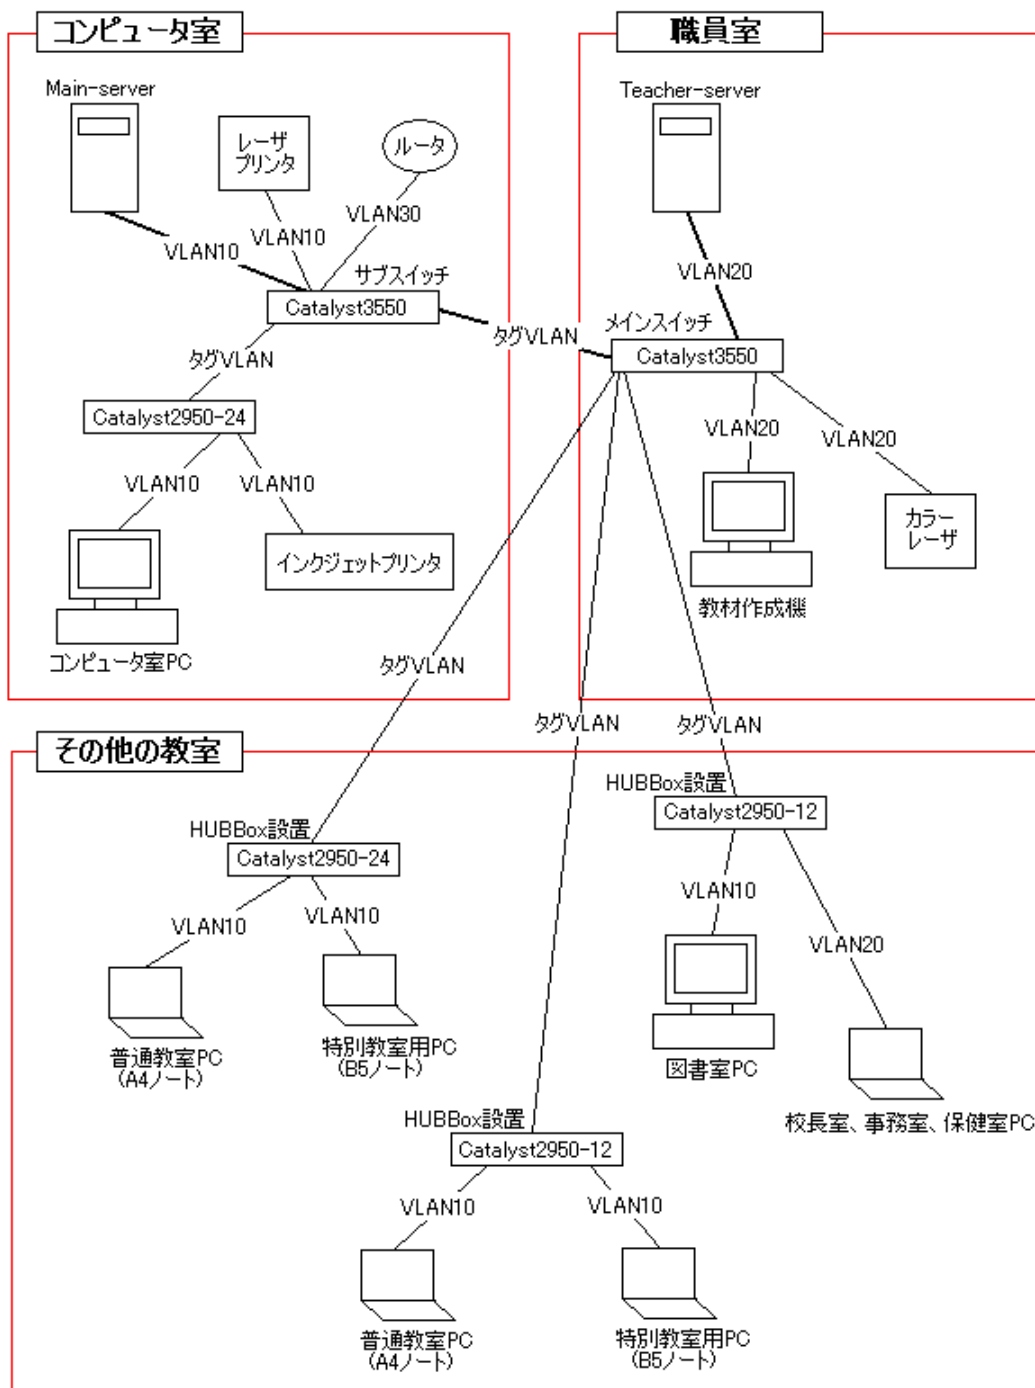 コンピュータ室
職員室
Main-server
レーザ
プリンタ
ルータ
VLAN10
VLAN10
VLAN30
サブスイッチ
Catalyst3550
タグVLAN
Teacher-server
VLAN20
メインスイッチ
Catalyst3550
タグVLAN
Catalyst2950-24
VLAN10
VLAN10
インクジェットプリンタ
コンピュータ室PC
VLAN20
VLAN20
カラー
レーザ
教材作成機
タグVLAN
タグVLAN
タグVLAN
その他の教室
HUBBox設置
Catalyst2950-24
VLAN10
VLAN10
普通教室PC
(A4ノート)
特別教室用PC
(B5ノート)
HUBBox設置
Catalyst2950-12
VLAN10
VLAN20
図書室PC
校長室、事務室、保健室PC
HUBBox設置
Catalyst2950-12
VLAN10
VLAN10
普通教室PC
(A4ノート)
特別教室用PC
(B5ノート)